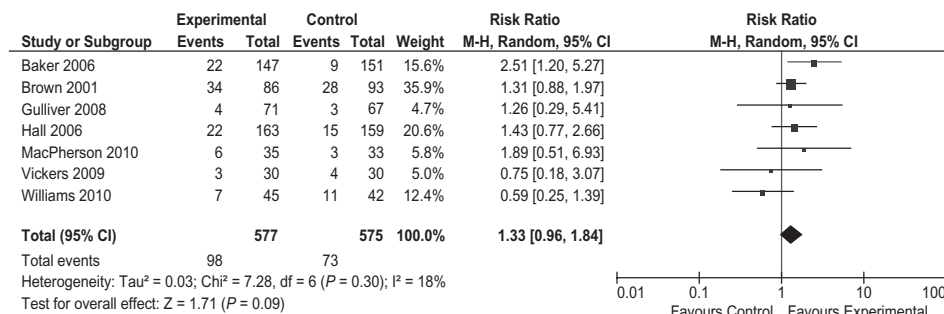 Experimental Control Risk Ratio Risk Ratio
Study or Subgroup Events Total Events Total Weight M-H, Random, 95% CI M-H, Random, 95% CI
Baker 2006 22 147 9 151 15.6% 2.51 [1.20, 5.27]
Brown 2001 34 86 28 93 35.9% 1.31 [0.88, 1.97]
Gulliver 2008 4 71 3 67 4.7% 1.26 [0.29, 5.41]
Hall 2006 22 163 15 159 20.6% 1.43 [0.77, 2.66]
MacPherson 2010 6 35 3 33 5.8% 1.89 [0.51, 6.93]
Vickers 2009 3 30 4 30 5.0% 0.75 [0.18, 3.07]
Williams 2010 7 45 11 42 12.4% 0.59 [0.25, 1.39]
Total (95% CI) 577 575 100.0% 1.33 [0.96, 1.84]
Total events 98 73
Heterogeneity: Tau² = 0.03; Chi² = 7.28, df = 6 (P = 0.30); I² = 18%
Test for overall effect: Z = 1.71 (P = 0.09)
0.01 0.1 1 10 100
Favours Control Favours Experimental